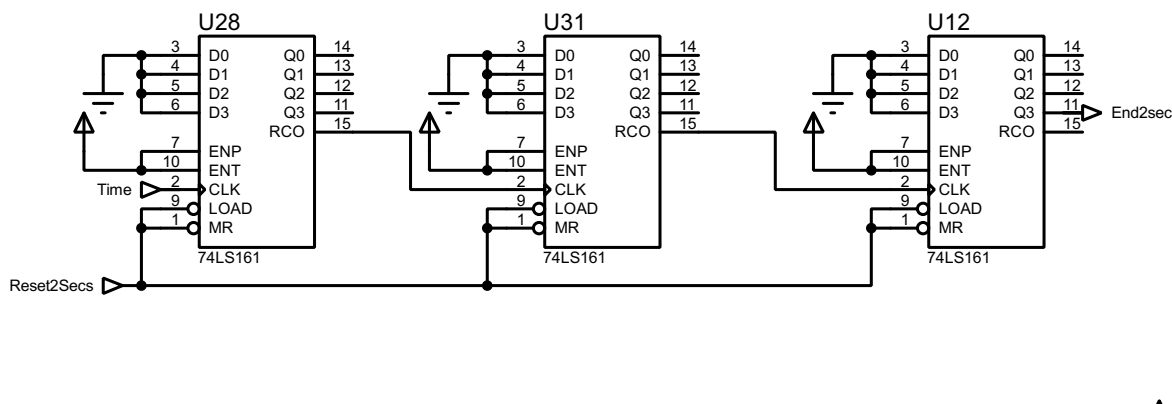 U28
3 D0 Q0 14
4 D1 Q1 13
5 D2 Q2 12
6 D3 Q3 11
RCO 15
7 ENP
10 ENT
Time 2 CLK
9 LOAD
1 MR
74LS161
U31
3 D0 Q0 14
4 D1 Q1 13
5 D2 Q2 12
6 D3 Q3 11
RCO 15
7 ENP
10 ENT
2 CLK
9 LOAD
1 MR
74LS161
U12
3 D0 Q0 14
4 D1 Q1 13
5 D2 Q2 12
6 D3 Q3 11 End2sec
RCO 15
7 ENP
10 ENT
2 CLK
9 LOAD
1 MR
74LS161
Reset2Secs